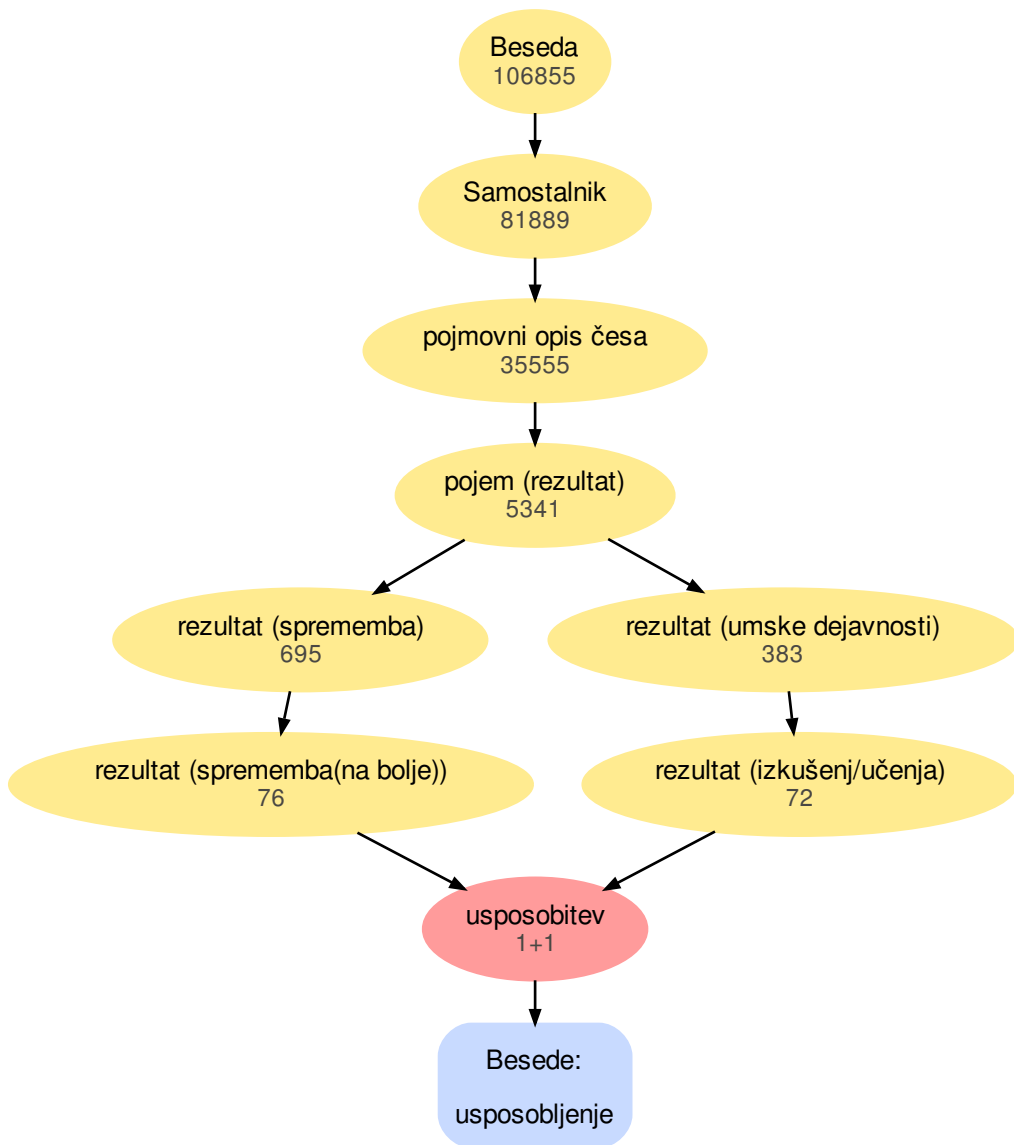 Beseda
106855
Samostalnik
81889
pojmovni opis česa
35555
pojem (rezultat)
5341
rezultat (sprememba)
695
rezultat (umske dejavnosti)
383
rezultat (sprememba(na bolje))
76
rezultat (izkušenj/učenja)
72
usposobitev
1+1
Besede:
usposobljenje